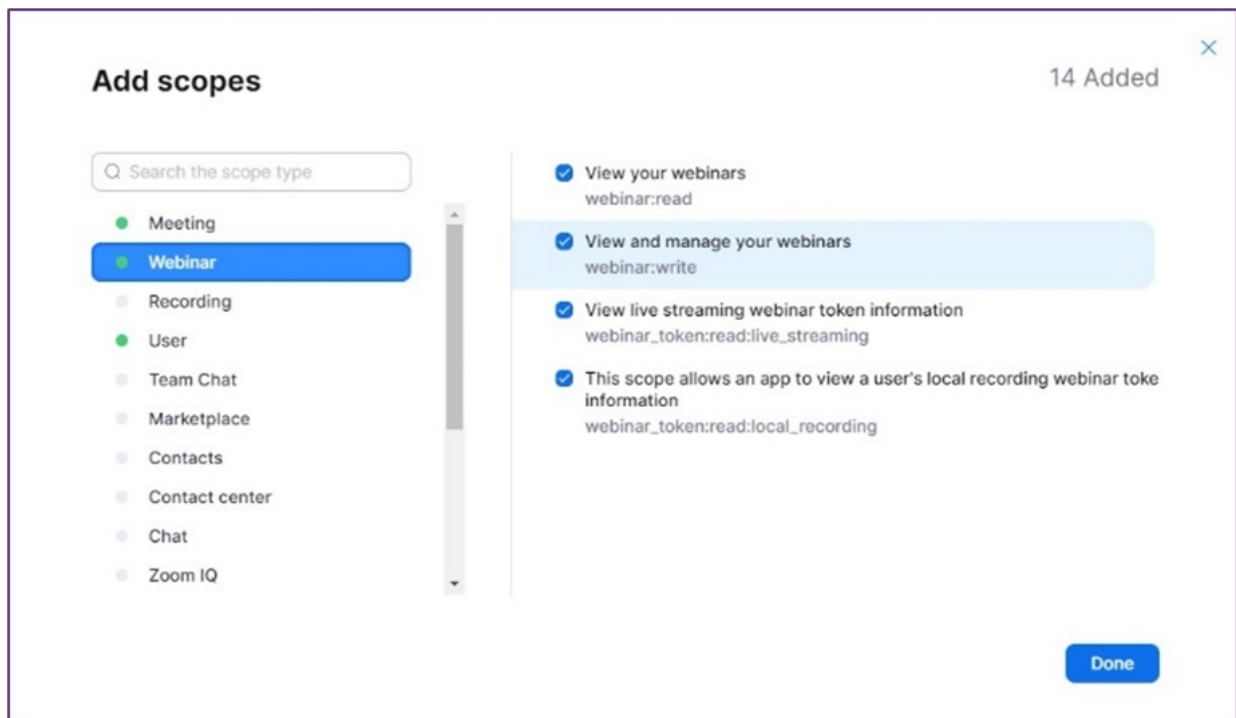 Add scopes
14 Added
Search the scope type
Meeting
Webinar
Recording
User
Team Chat
Marketplace
Contacts
Contact center
Chat
Zoom IQ
View your webinars
webinar:read
View and manage your webinars
webinar:write
View live streaming webinar token information
webinar_token:read:live_streaming
This scope allows an app to view a user's local recording webinar toke
information
webinar_token:read:local_recording
Done